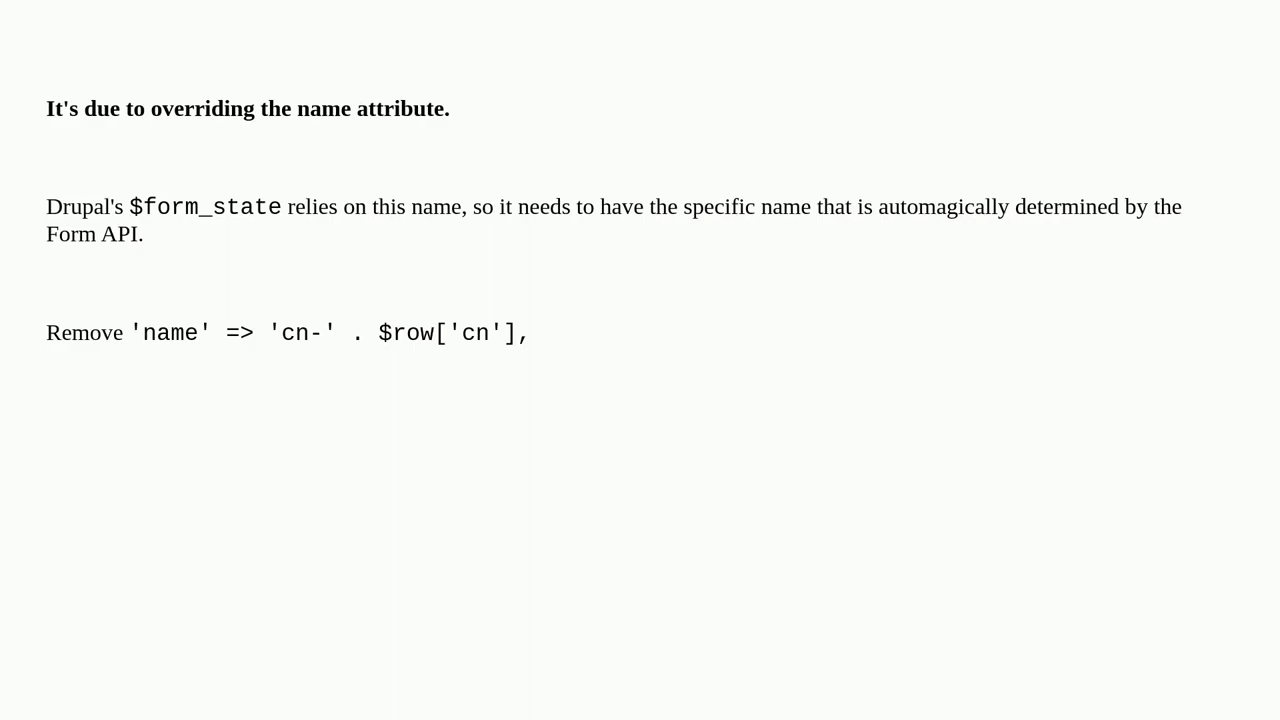 It's due to overriding the name attribute.
Drupal's $form_state relies on this name, so it needs to have the specific name that is automagically determined by the
Form API.
Remove 'name' => 'cn-' . $row['cn'],